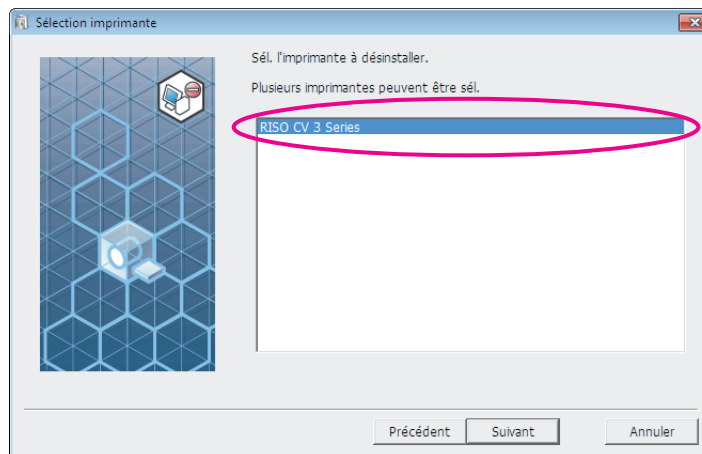 Sélection imprimante
Sél. l'imprimante à désinstaller.
Plusieurs imprimantes peuvent être sél.
RISO CV 3 Series
Précédent Suivant Annuler